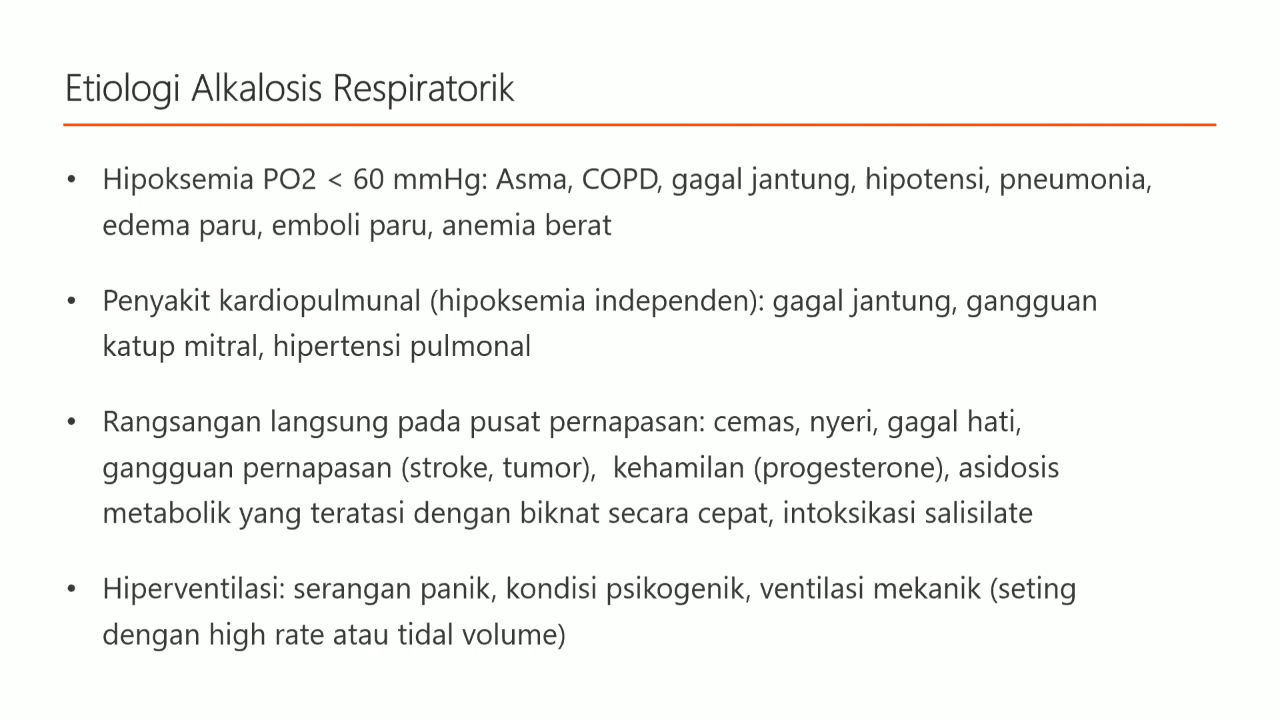 Etiologi Alkalosis Respiratorik
• Hipoksemia PO2 < 60 mmHg: Asma, COPD, gagal jantung, hipotensi, pneumonia,
edema paru, emboli paru, anemia berat
• Penyakit kardiopulmunal (hipoksemia independen): gagal jantung, gangguan
katup mitral, hipertensi pulmonal
• Rangsangan langsung pada pusat pernapasan: cemas, nyeri, gagal hati,
gangguan pernapasan (stroke, tumor),  kehamilan (progesterone), asidosis
metabolik yang teratasi dengan biknat secara cepat, intoksikasi salisilate
• Hiperventilasi: serangan panik, kondisi psikogenik, ventilasi mekanik (seting
dengan high rate atau tidal volume)